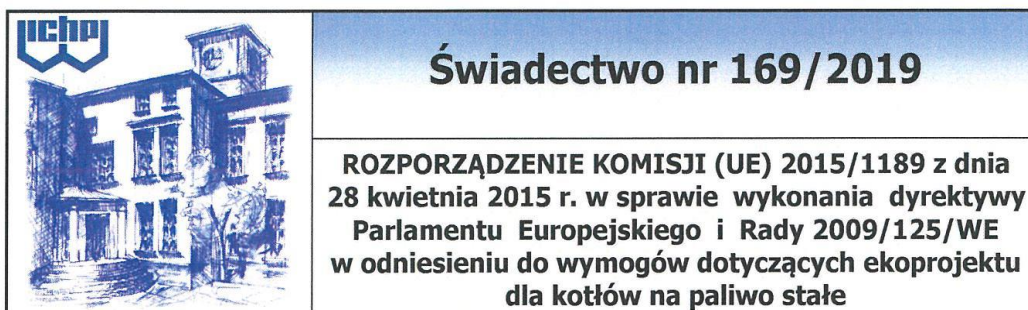 IChPW
Świadectwo nr 169/2019
ROZPORZĄDZENIE KOMISJI (UE) 2015/1189 z dnia
28 kwietnia 2015 r. w sprawie wykonania dyrektywy
Parlamentu Europejskiego i Rady 2009/125/WE
w odniesieniu do wymogów dotyczących ekoprojektu
dla kotłów na paliwo stałe